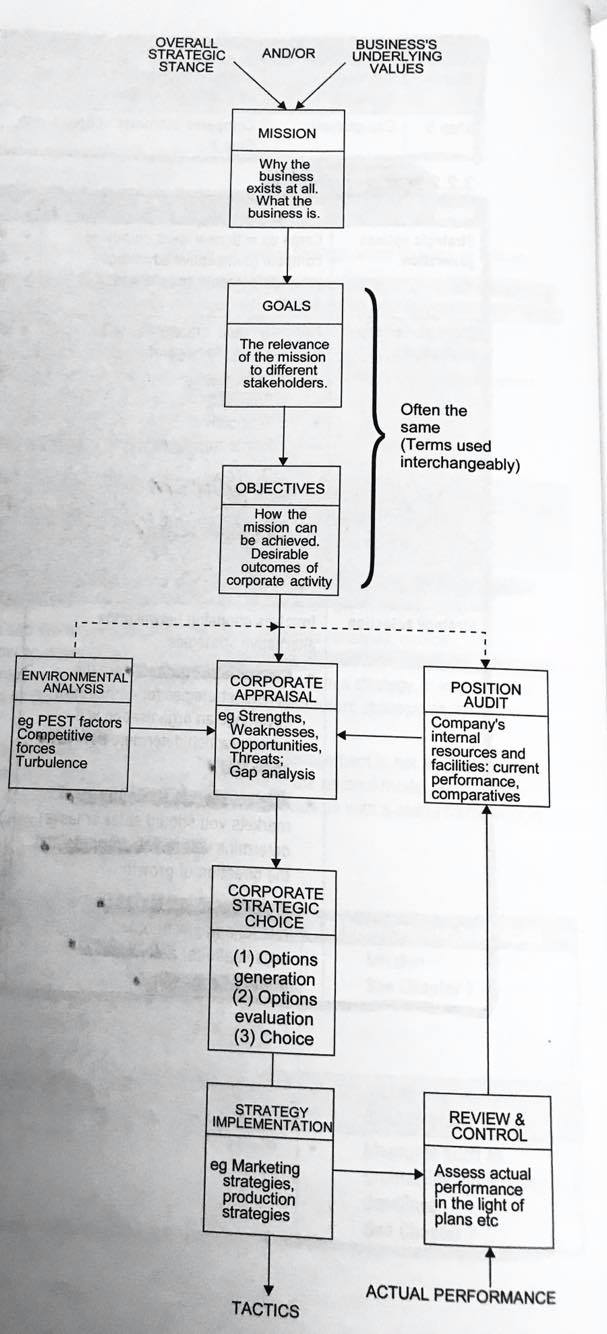 OVERALL
STRATEGIC
STANCE
AND/OR
BUSINESS'S
UNDERLYING
VALUES
MISSION
Why the
business
exists at all.
What the
business is.
GOALS
The relevance
of the mission
to different
stakeholders.
Often the
same
(Terms used
interchangeably)
OBJECTIVES
How the
mission can
be achieved.
Desirable
outcomes of
corporate activity
ENVIRONMENTAL
ANALYSIS
eg PEST factors
Competitive
forces
Turbulence
CORPORATE
APPRAISAL
eg Strengths,
Weaknesses,
Opportunities,
Threats;
Gap analysis
POSITION
AUDIT
Company's
internal
resources and
facilities: current
performance,
comparatives
CORPORATE
STRATEGIC
CHOICE
(1) Options
generation
(2) Options
evaluation
(3) Choice
STRATEGY
IMPLEMENTATION
eg Marketing
strategies,
production
strategies
REVIEW &
CONTROL
Assess actual
performance
in the light of
plans etc
TACTICS
ACTUAL PERFORMANCE